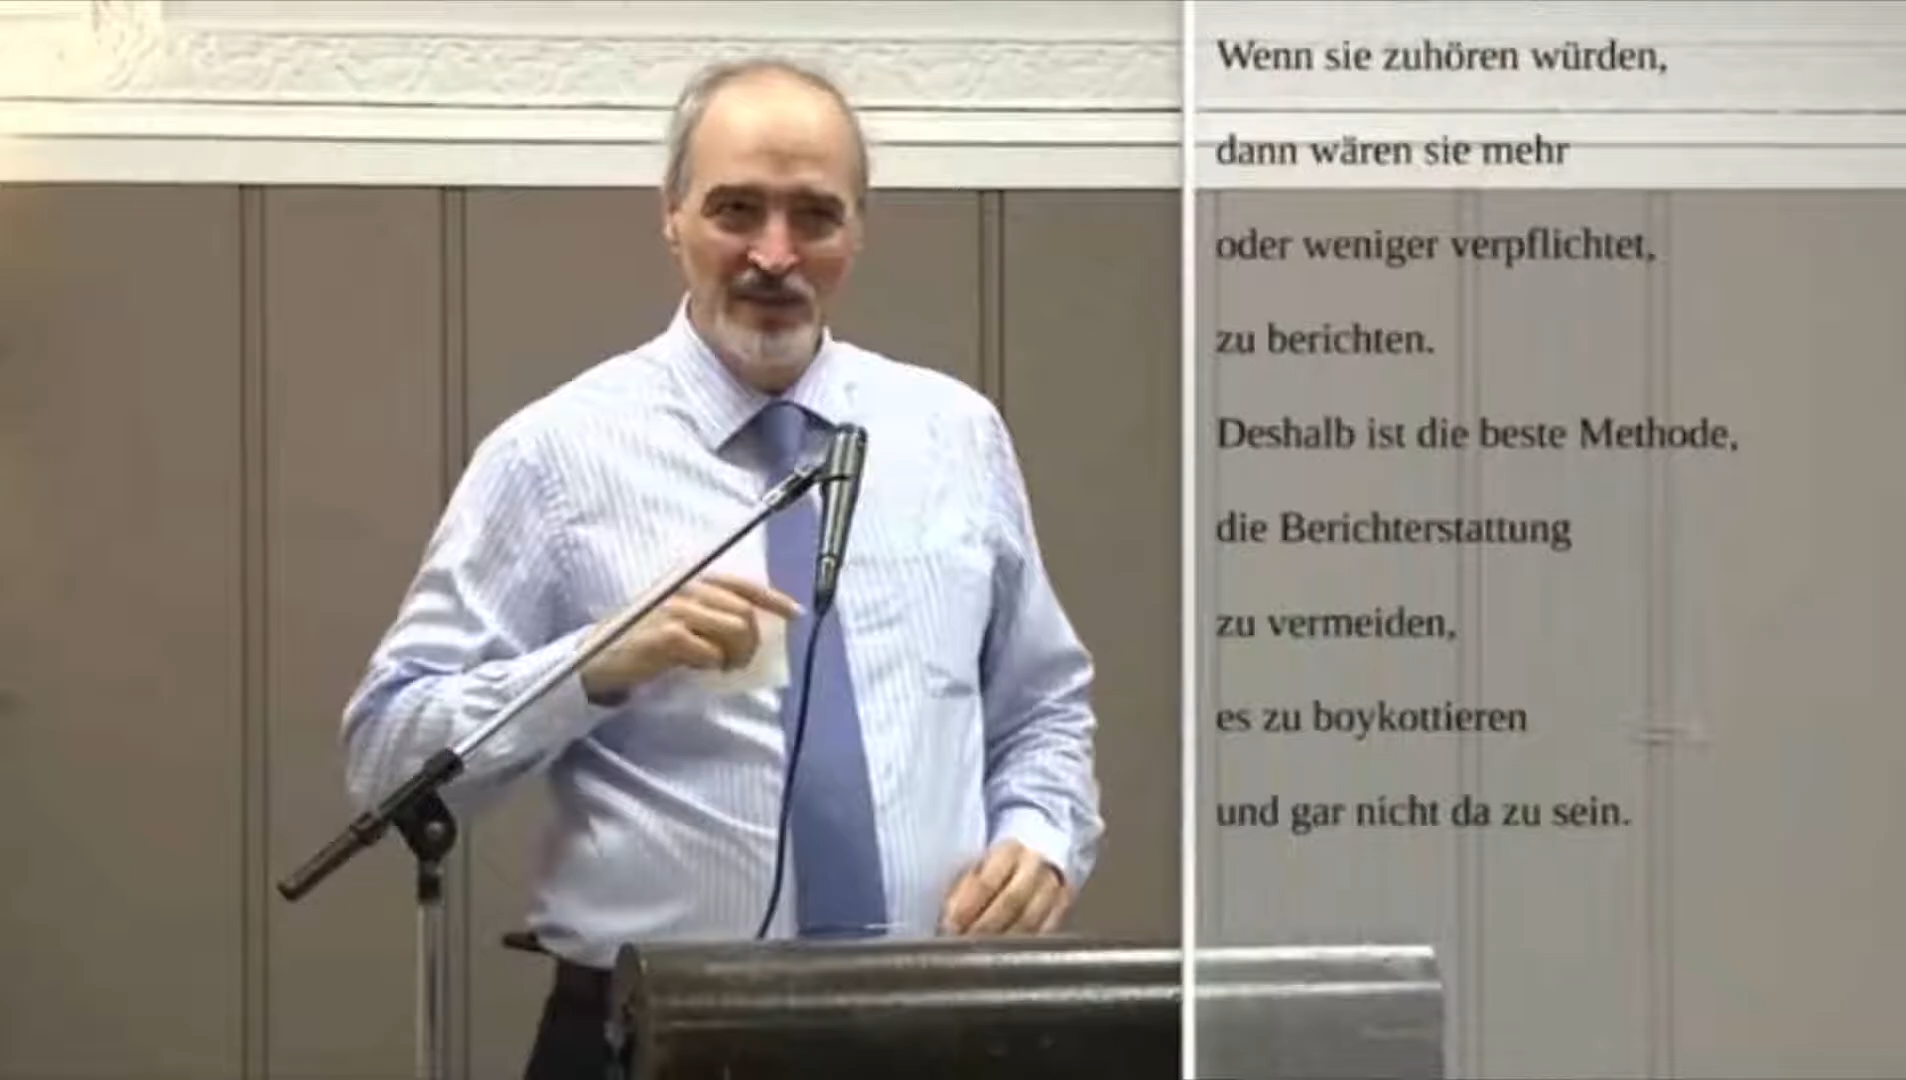 Wenn sie zuhören würden,
dann wären sie mehr
oder weniger verpflichtet,
zu berichten.
Deshalb ist die beste Methode,
die Berichterstattung
zu vermeiden,
es zu boykottieren
und gar nicht da zu sein.